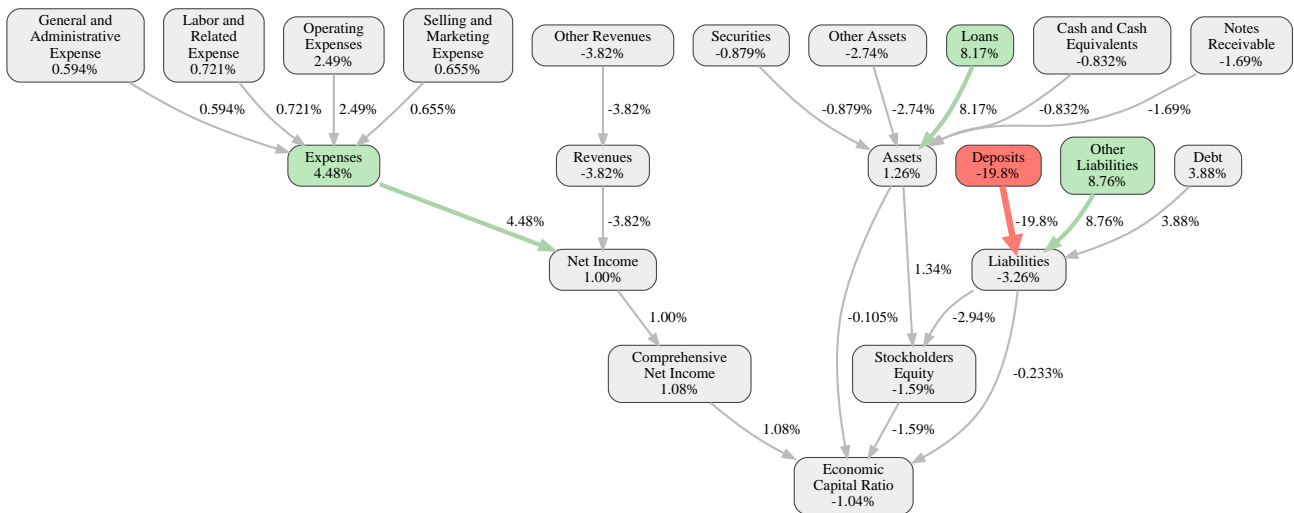 General and
Administrative
Expense
0.594%
Labor and
Related
Expense
0.721%
Operating
Expenses
2.49%
Selling and
Marketing
Expense
0.655%
Other Revenues
-3.82%
Securities
-0.879%
Other Assets
-2.74%
Loans
8.17%
Cash and Cash
Equivalents
-0.832%
Notes
Receivable
-1.69%
0.594%
0.721%
2.49%
0.655%
-3.82%
-0.879%
-2.74%
8.17%
-0.832%
-1.69%
Expenses
4.48%
Revenues
-3.82%
Assets
1.26%
Deposits
-19.8%
Other
Liabilities
8.76%
Debt
3.88%
4.48%
-3.82%
-19.8%
8.76%
3.88%
Net Income
1.00%
1.34%
Liabilities
-3.26%
1.00%
-0.105%
-2.94%
Comprehensive
Net Income
1.08%
Stockholders
Equity
-1.59%
-0.233%
1.08%
-1.59%
Economic
Capital Ratio
-1.04%